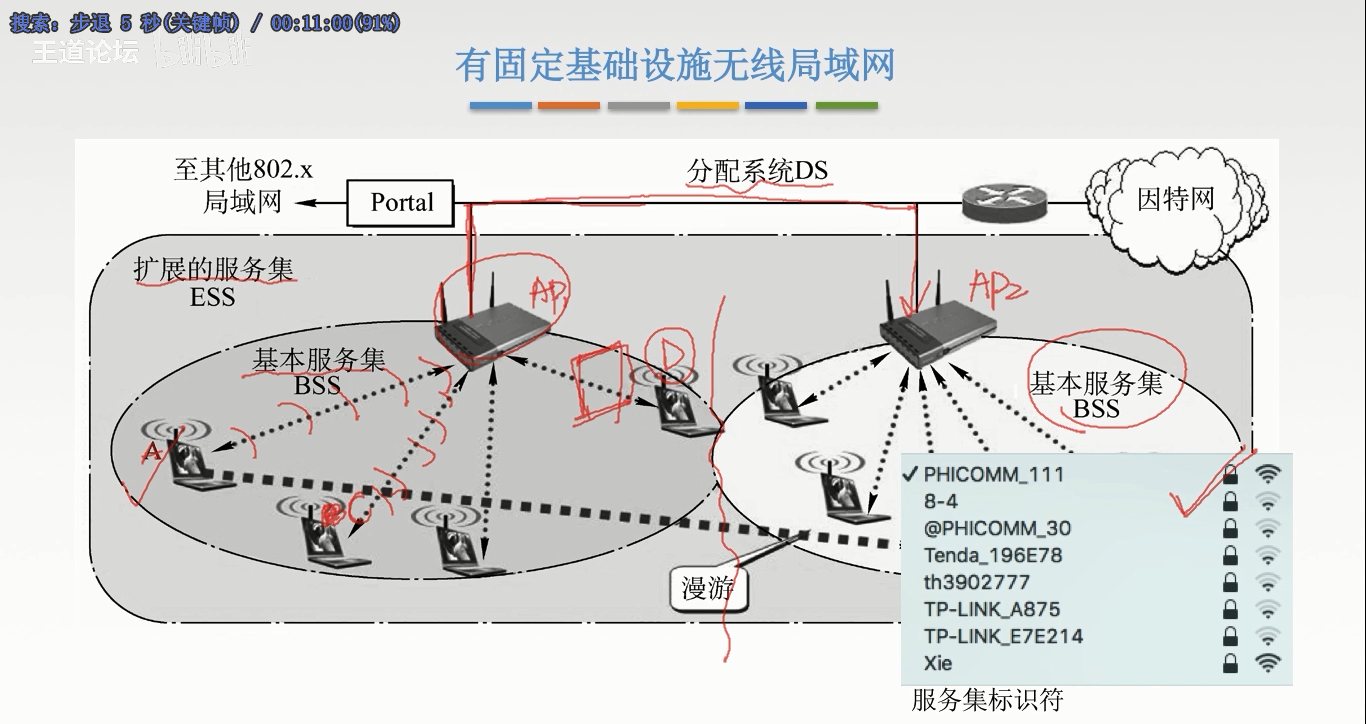 搜索: 步退 5 秒(关键帧) / 00:11:00(91%)
王道论坛 bilibili
有固定基础设施无线局域网
至其他802.x
局域网
Portal
分配系统DS
因特网
扩展的服务集
ESS
AP1
AP2
基本服务集
BSS
D
基本服务集
BSS
A
C
漫游
PHICOMM_111
8-4
@PHICOMM_30
Tenda_196E78
th3902777
TP-LINK_A875
TP-LINK_E7E214
Xie
服务集标识符